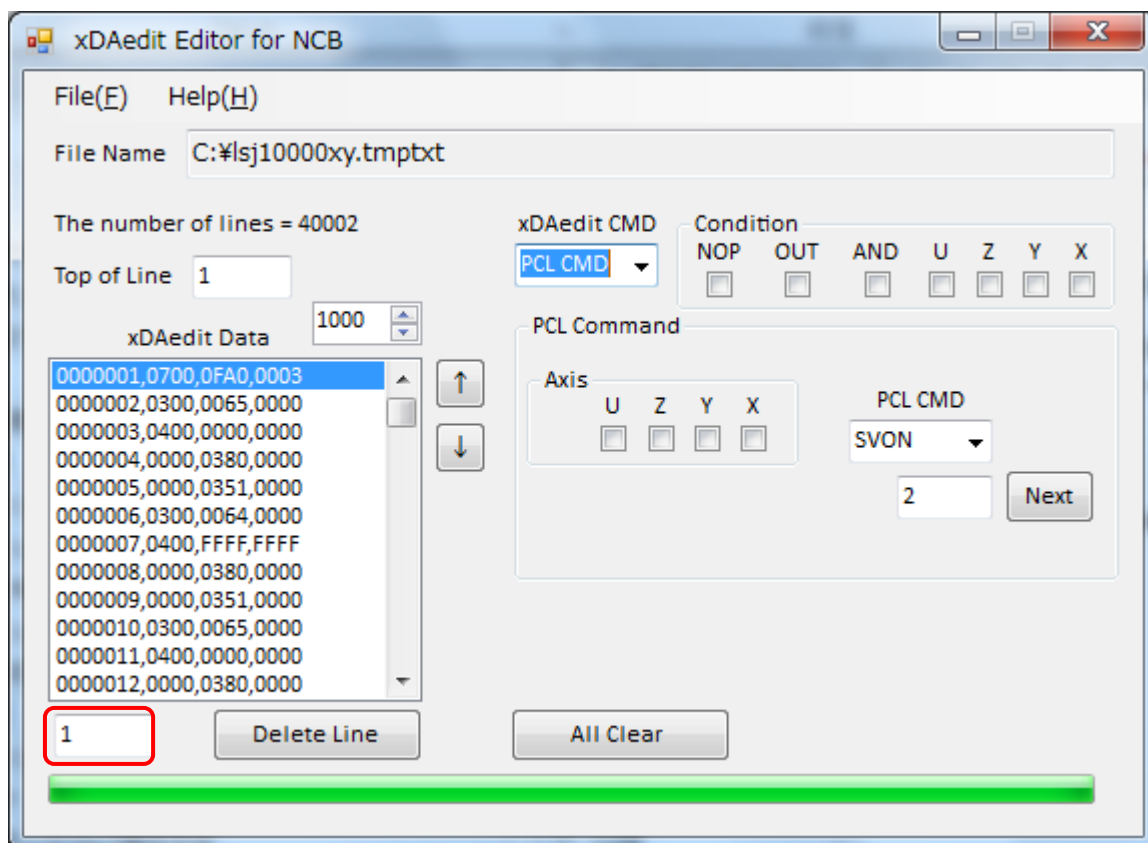 xDAedit Editor for NCB
File(F) Help(H)
File Name C:¥lsj10000xy.tmptxt
The number of lines = 40002
Top of Line 1
xDAedit Data 1000
0000001,0700,0FA0,0003
0000002,0300,0065,0000
0000003,0400,0000,0000
0000004,0000,0380,0000
0000005,0000,0351,0000
0000006,0300,0064,0000
0000007,0400,FFFF,FFFF
0000008,0000,0380,0000
0000009,0000,0351,0000
0000010,0300,0065,0000
0000011,0400,0000,0000
0000012,0000,0380,0000
↑
↓
1 Delete Line
xDAedit CMD
PCL CMD
Condition
NOP OUT AND U Z Y X
PCL Command
Axis
U Z Y X
PCL CMD
SVON
2 Next
All Clear